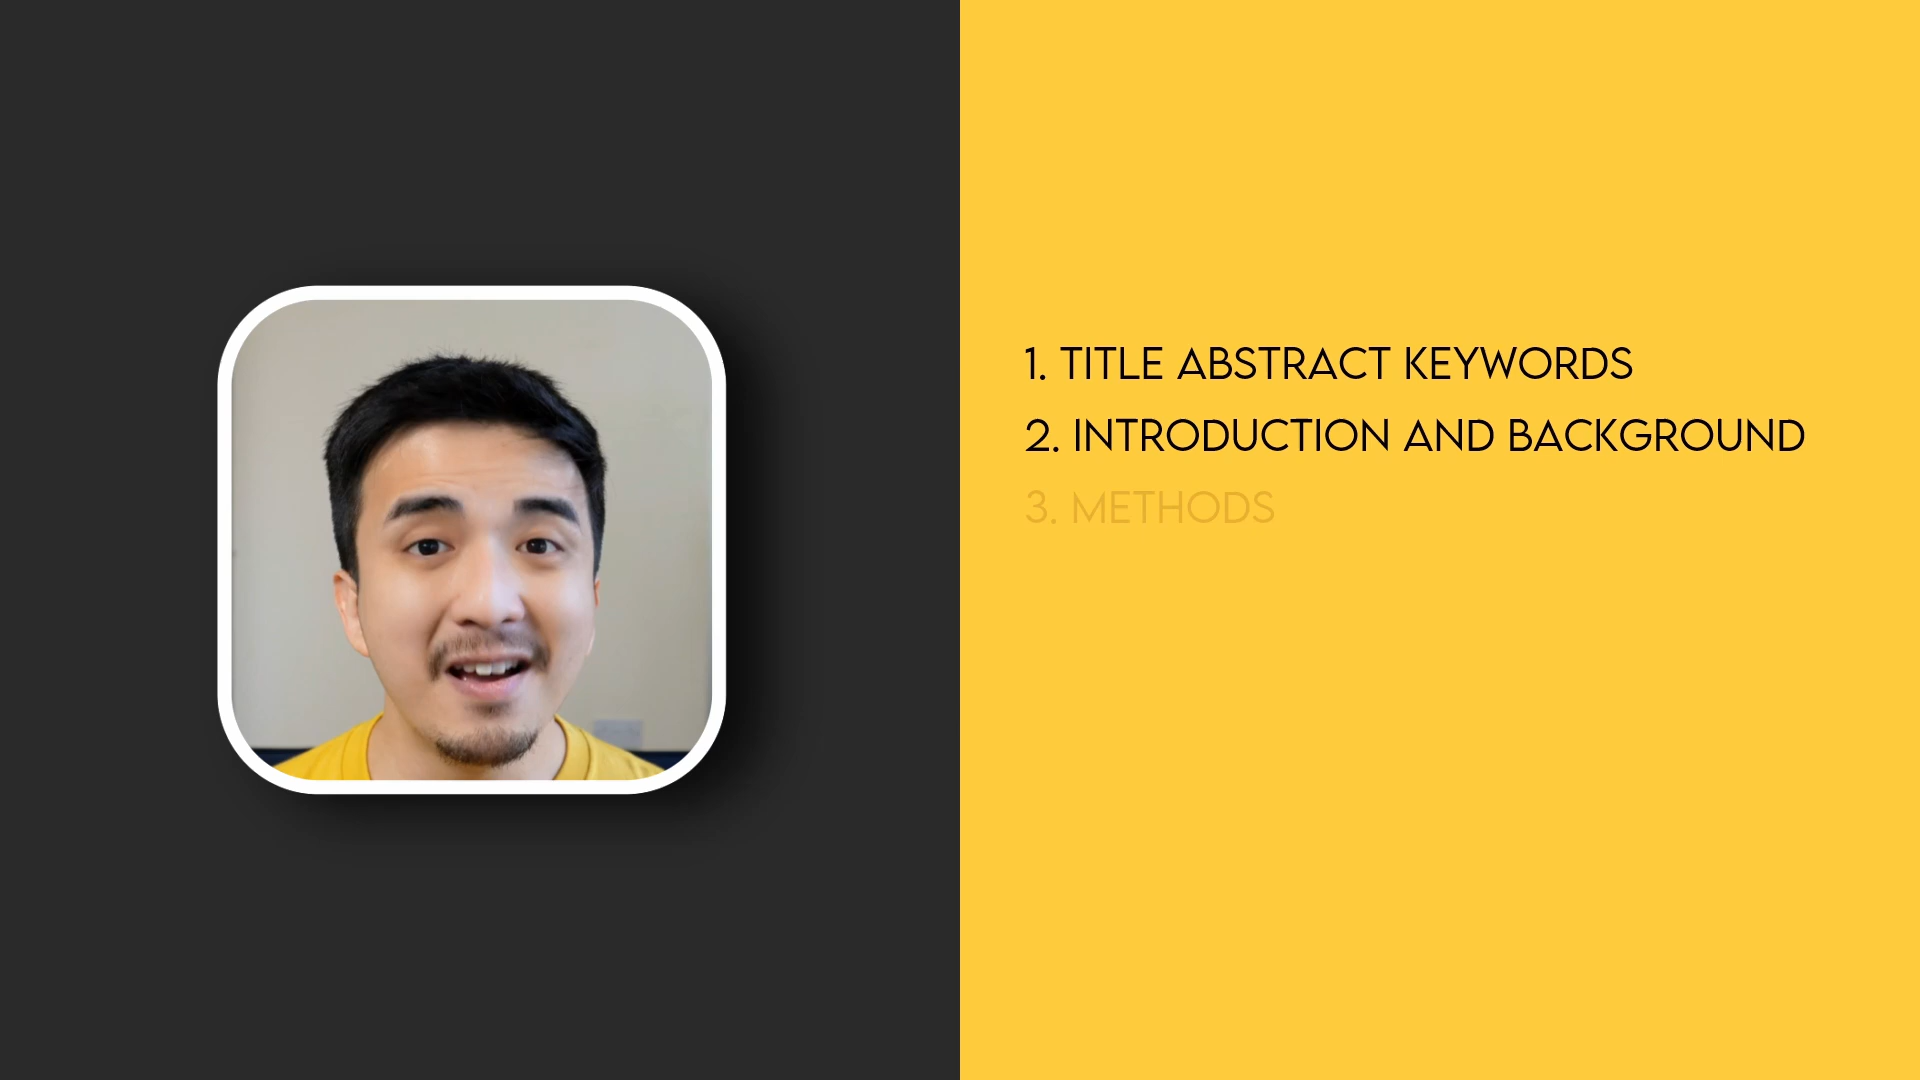 1. TITLE ABSTRACT KEYWORDS
2. INTRODUCTION AND BACKGROUND
3. METHODS